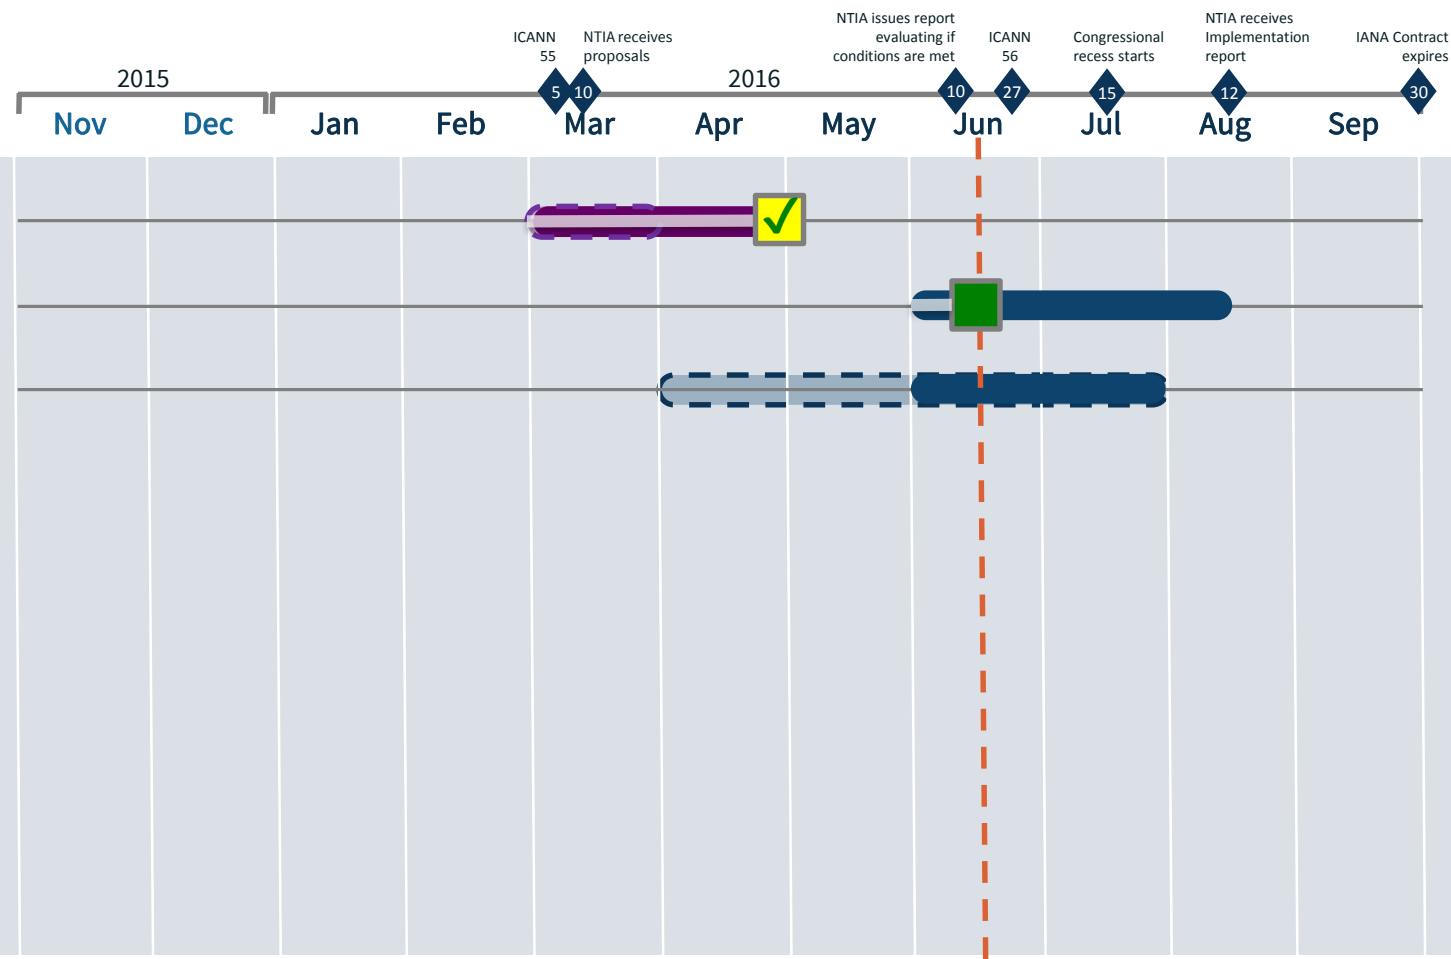 NTIA issues report
evaluating if
conditions are met
NTIA receives
Implementation
report
ICANN
55
NTIA receives
proposals
ICANN
56
Congressional
recess starts
IANA Contract
expires
2015
2016
5
10
10
27
15
12
30
Nov
Dec
Jan
Feb
Mar
Apr
May
Jun
Jul
Aug
Sep